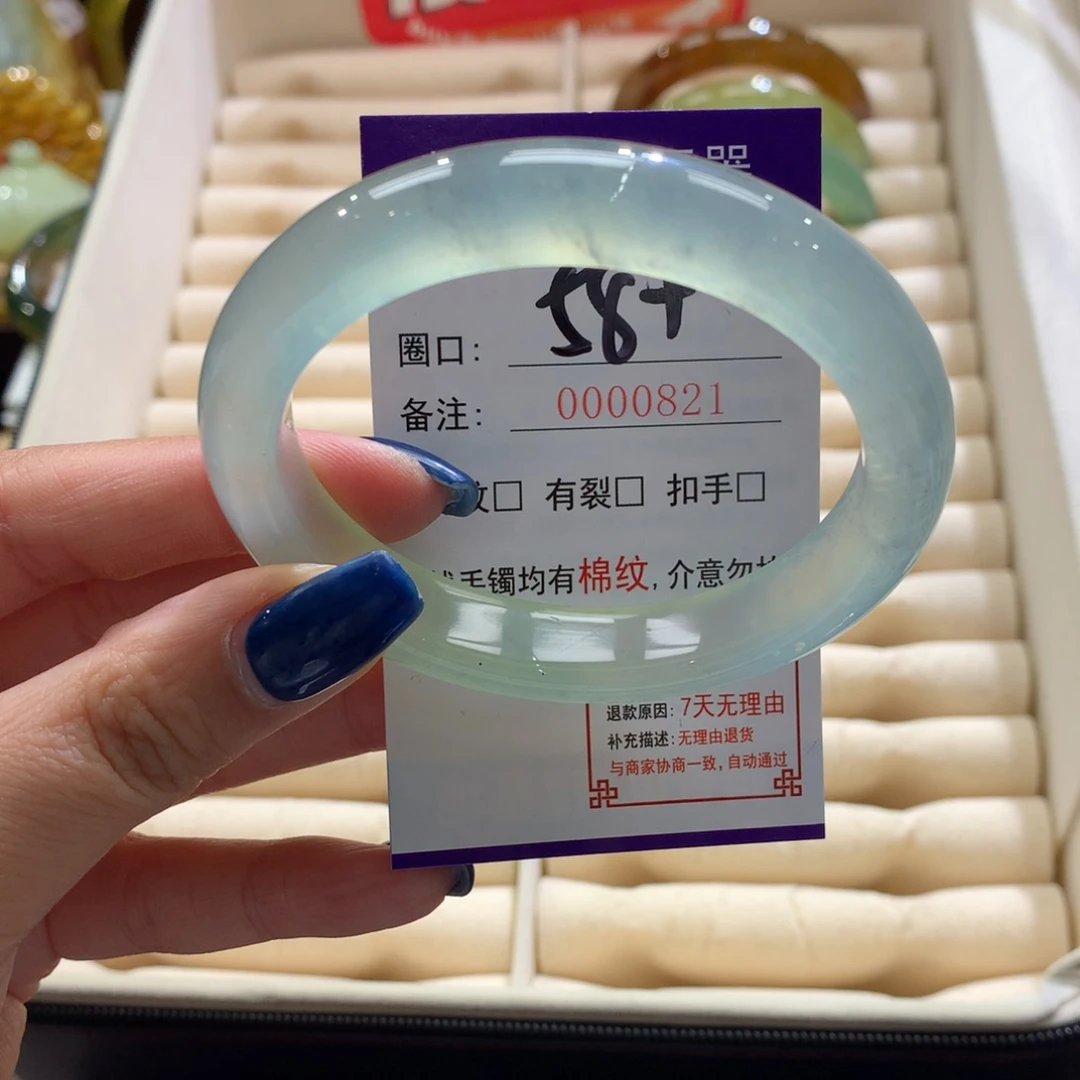 器
58+
圈口:
备注: 0000821
纹□ 有裂□ 扣手□
手镯均有棉纹, 介意勿
退款原因: 7天无理由
补充描述: 无理由退货
与商家协商一致, 自动通过